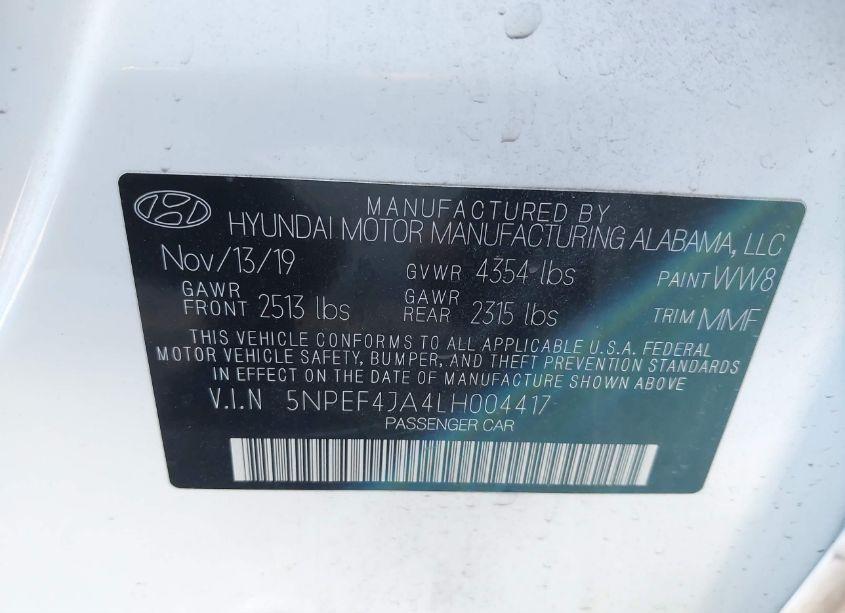 MANUFACTURED BY
HYUNDAI MOTOR MANUFACTURING ALABAMA, LLC
Nov/13/19 GVWR 4354 lbs PAINT WW8
GAWR FRONT 2513 lbs GAWR REAR 2315 lbs TRIM MMF
THIS VEHICLE CONFORMS TO ALL APPLICABLE U.S.A. FEDERAL
MOTOR VEHICLE SAFETY, BUMPER, AND THEFT PREVENTION STANDARDS
IN EFFECT ON THE DATE OF MANUFACTURE SHOWN ABOVE
V.I.N 5NPEF4JA4LH004417
PASSENGER CAR